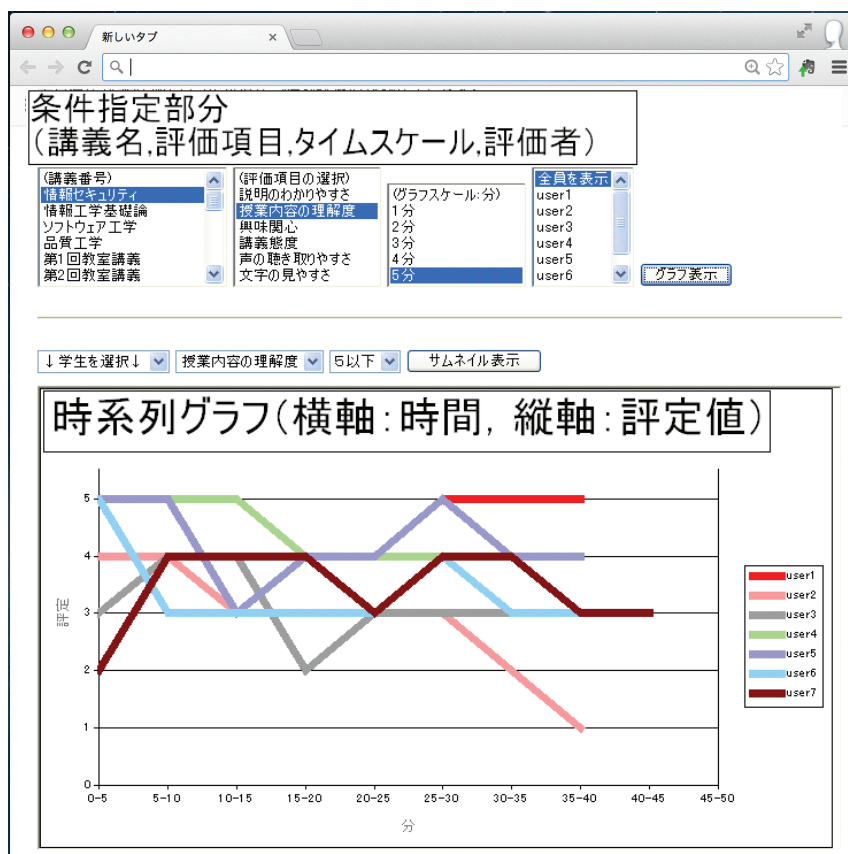 新しいタブ
条件指定部分
(講義名,評価項目,タイムスケール,評価者)
(講義番号)
情報セキュリティ
情報工学基礎論
ソフトウェア工学
品質工学
第1回教室講義
第2回教室講義
(評価項目の選択)
説明のわかりやすさ
授業内容の理解度
興味関心
講義態度
声の聴き取りやすさ
文字の見やすさ
(グラフスケール:分)
1分
2分
3分
4分
5分
全員を表示
user1
user2
user3
user4
user5
user6
グラフ表示
↓学生を選択↓
授業内容の理解度
5以下
サムネイル表示
時系列グラフ(横軸:時間, 縦軸:評定値)
評定
5
4
3
2
1
0
0-5
5-10
10-15
15-20
20-25
25-30
30-35
35-40
40-45
45-50
分
user1
user2
user3
user4
user5
user6
user7